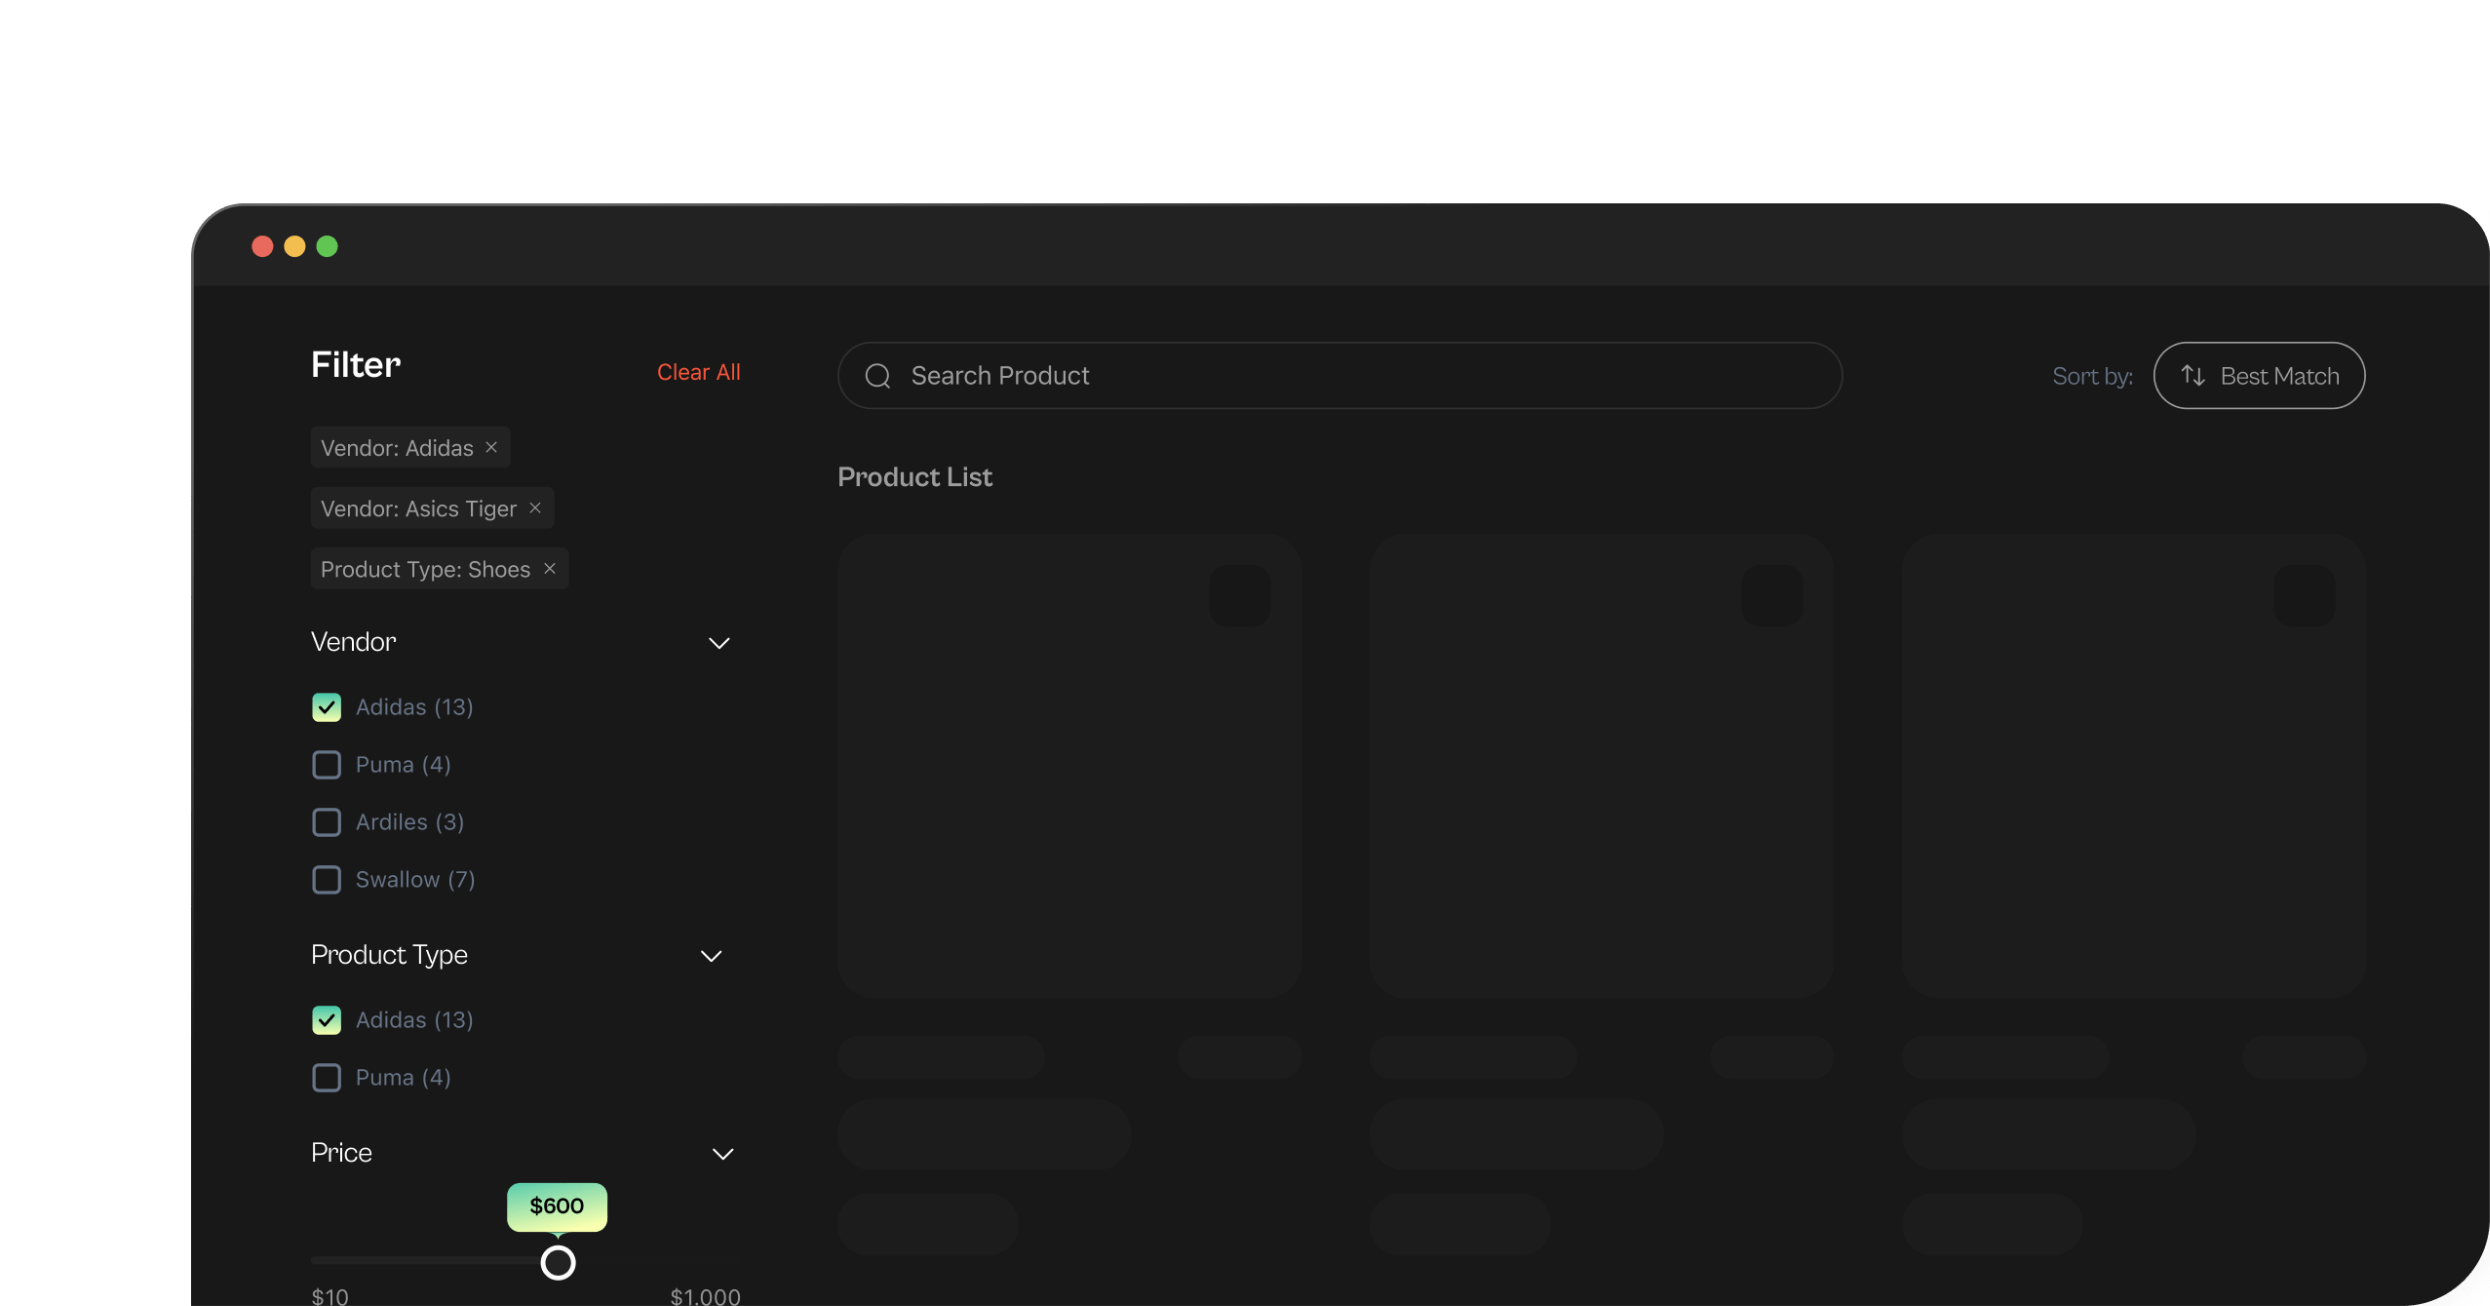 Filter
Clear All
Vendor: Adidas ×
Vendor: Asics Tiger ×
Product Type: Shoes ×
Vendor
Adidas (13)
Puma (4)
Ardiles (3)
Swallow (7)
Product Type
Adidas (13)
Puma (4)
Price
$600
$10
$1.000
Search Product
Sort by:
Best Match
Product List